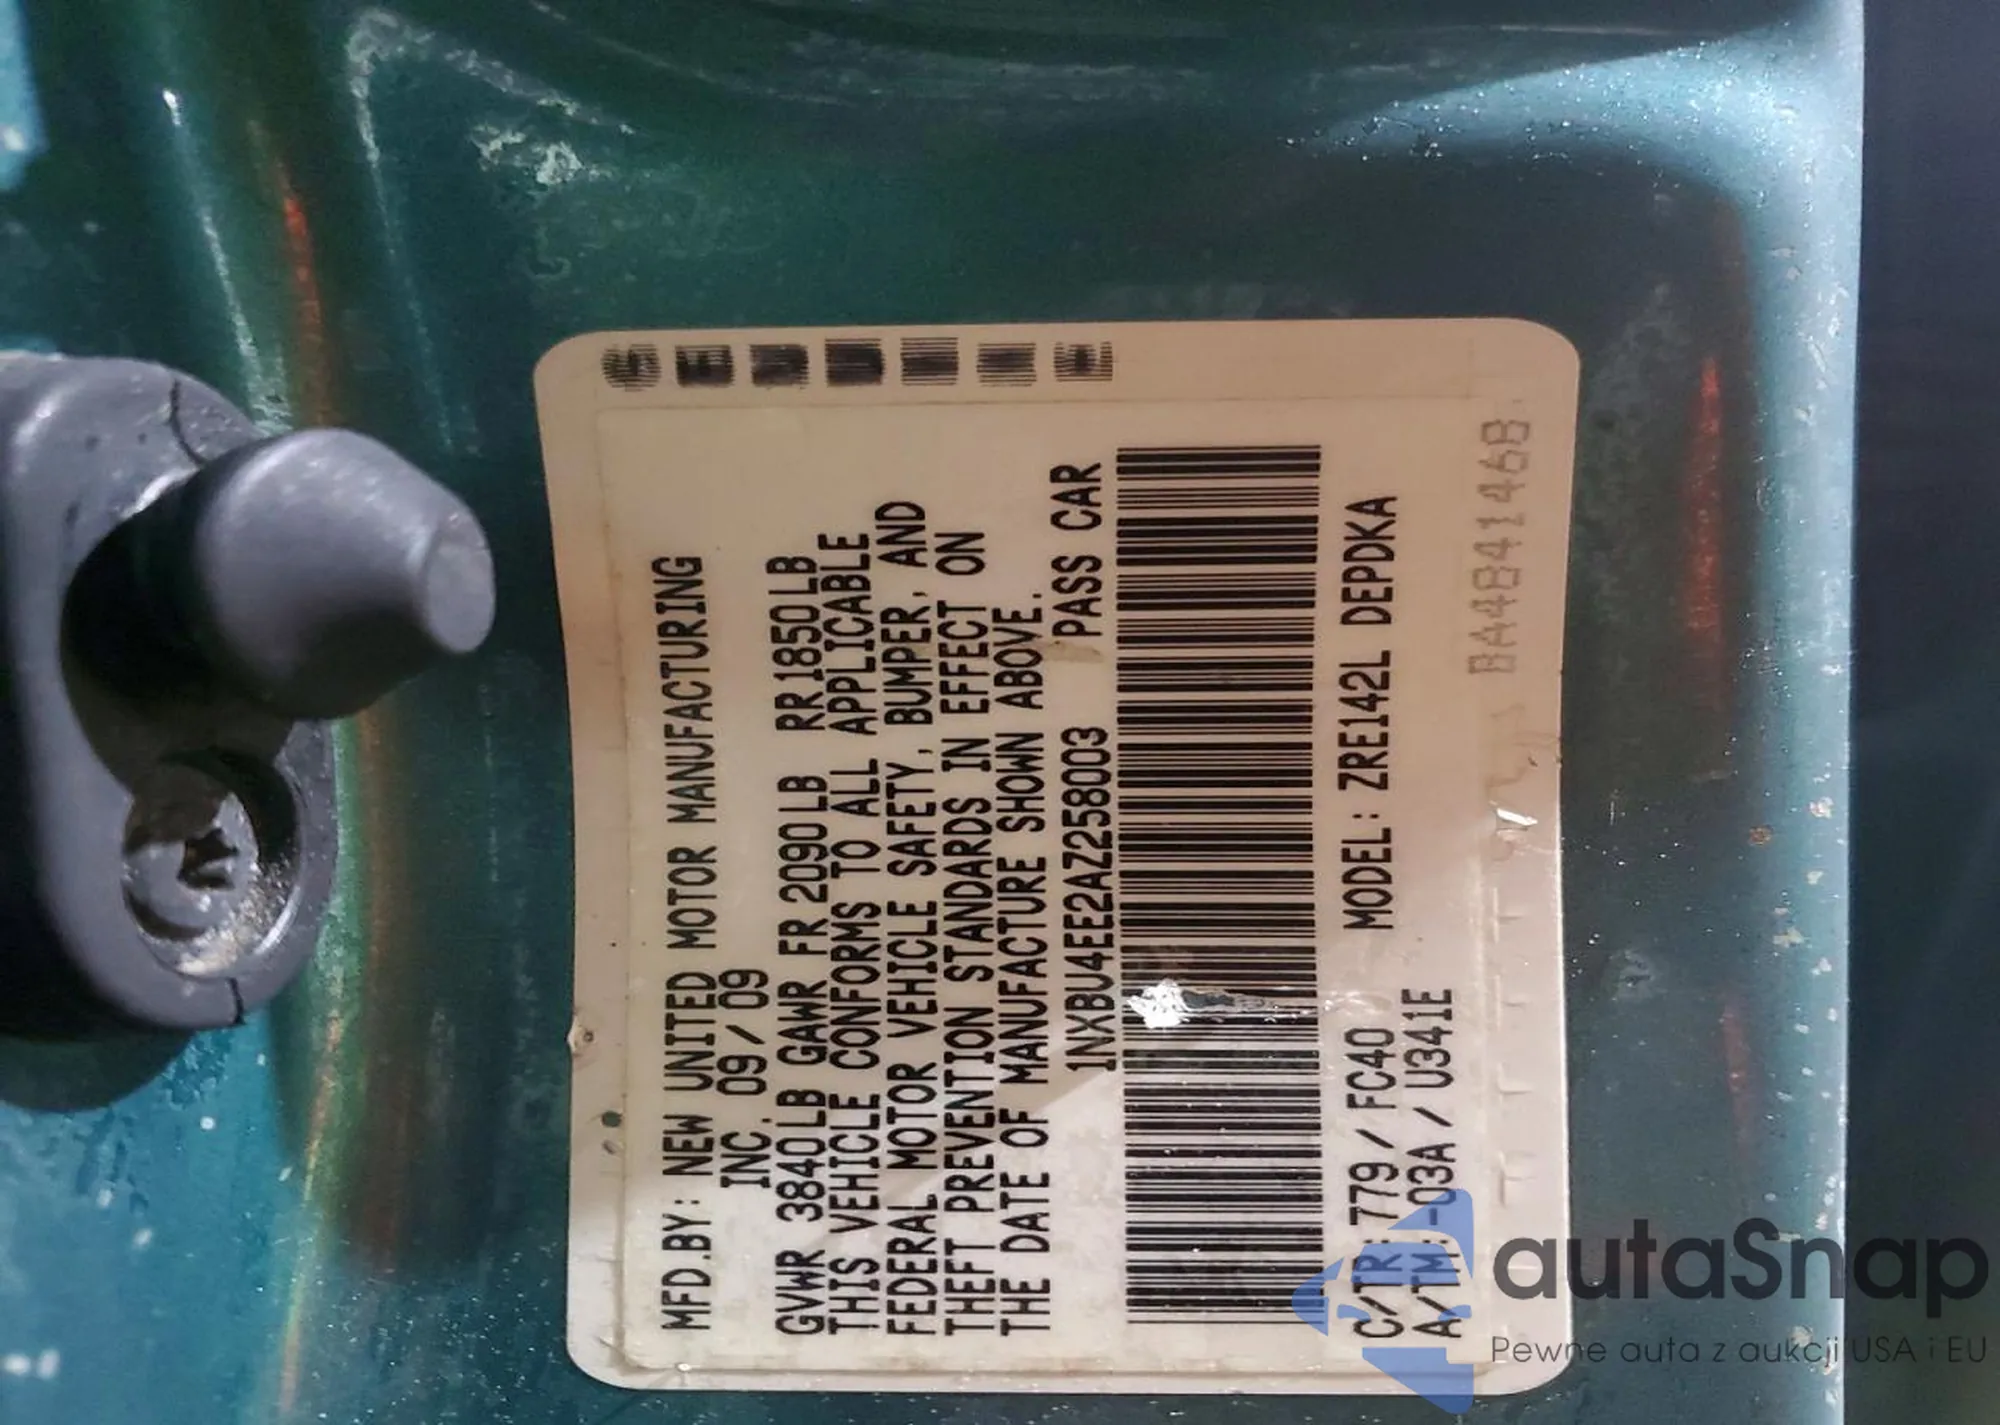 MFD.BY: NEW UNITED MOTOR MANUFACTURING
INC. 09/09
GVWR 3840LB GAWR FR 2090LB RR 1850LB
THIS VEHICLE CONFORMS TO ALL APPLICABLE
FEDERAL MOTOR VEHICLE SAFETY, BUMPER, AND
THEFT PREVENTION STANDARDS IN EFFECT ON
THE DATE OF MANUFACTURE SHOWN ABOVE.
1NXBU4EE2AZ258003 PASS CAR
C/TR: 779/FC40 MODEL: ZRE142L DEPDKA
A/TM: -03A/U341E
BA4841468
autaSnap
Pewne auta z aukcji USA i EU